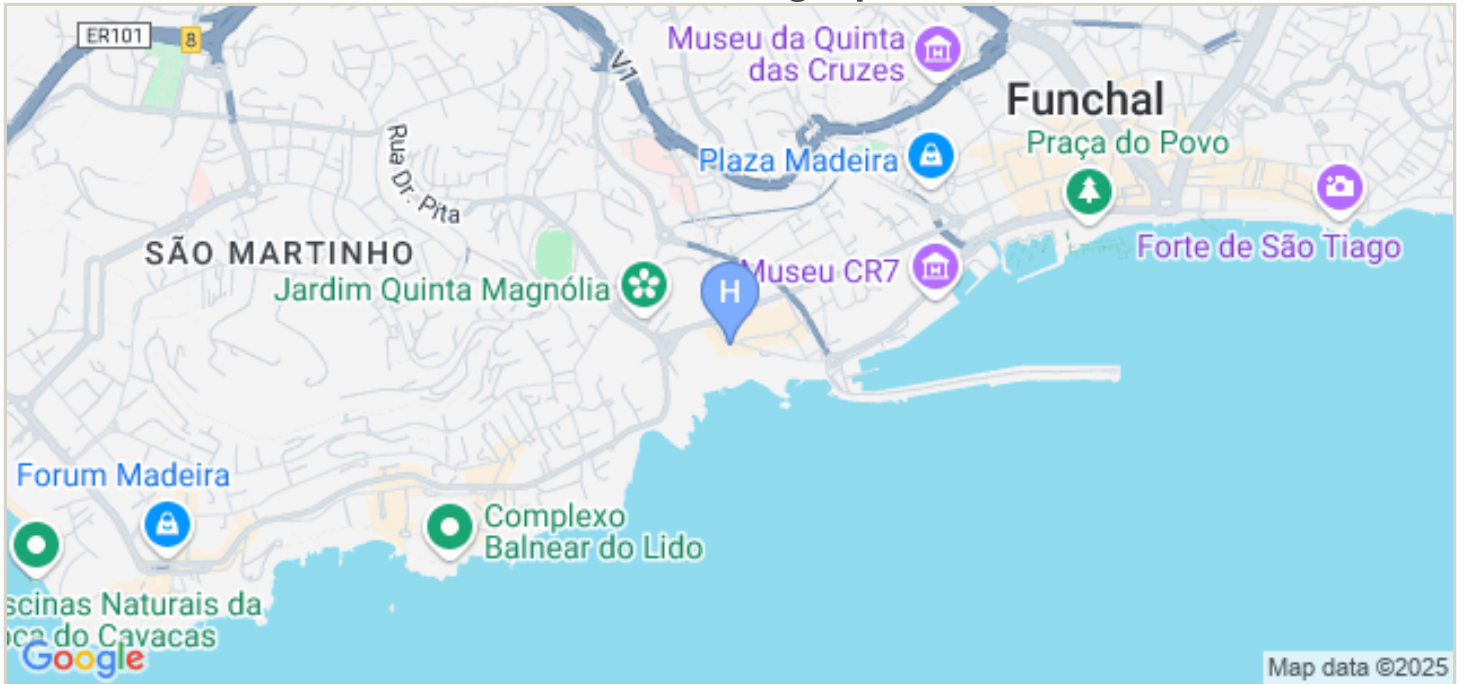 ER101
8
V1
Museu da Quinta
das Cruzes
Funchal
Praça do Povo
Plaza Madeira
Rua Dr. Pita
SÃO MARTINHO
Forte de São Tiago
Museu CR7
Jardim Quinta Magnólia
H
Forum Madeira
Complexo
Balnear do Lido
scinas Naturais da
oca do Cavacas
Google
Map data ©2025